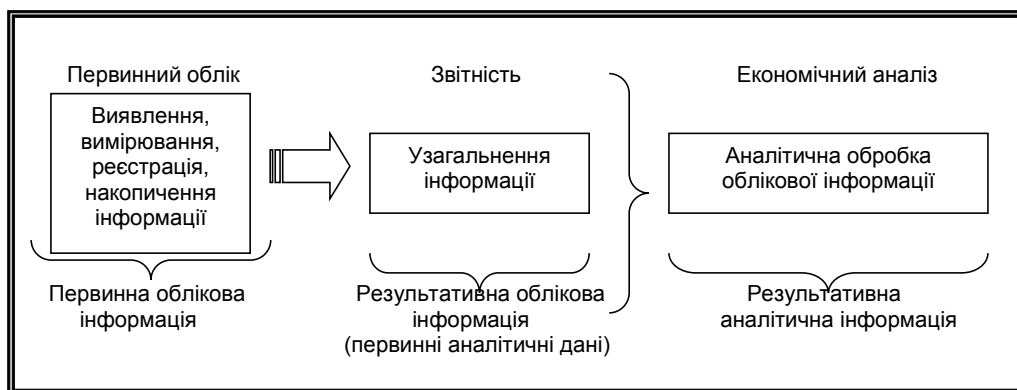 Первинний облік
Виявлення,
вимірювання,
реєстрація,
накопичення
інформації
Первинна облікова
інформація
Звітність
Узагальнення
інформації
Результативна облікова
інформація
(первинні аналітичні дані)
Економічний аналіз
Аналітична обробка
облікової інформації
Результативна
аналітична інформація